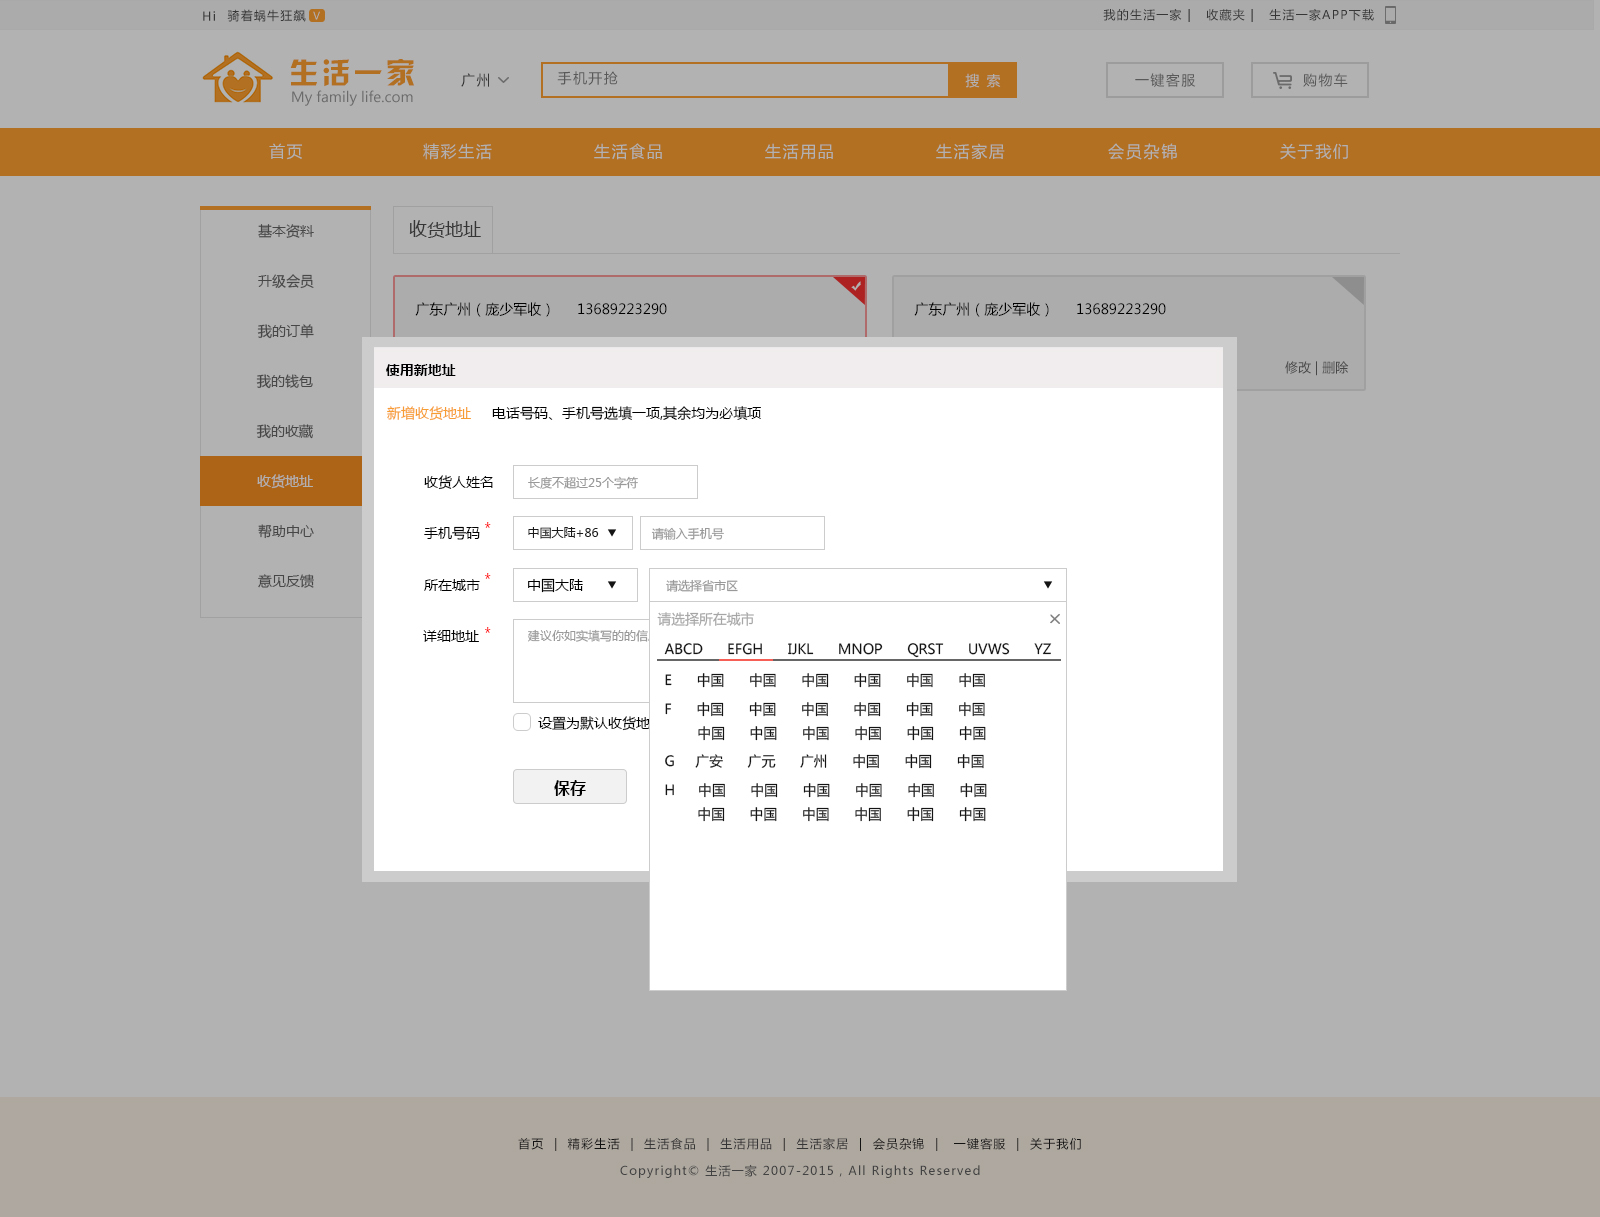 Hi 骑着蜗牛狂飙 V
我的生活一家 | 收藏夹 | 生活一家APP下载
生活一家
My family life.com
广州
手机开抢
搜 索
一键客服
购物车
首页 精彩生活 生活食品 生活用品 生活家居 会员杂锦 关于我们
基本资料
升级会员
我的订单
我的钱包
我的收藏
收货地址
帮助中心
意见反馈
收货地址
广东广州（庞少军收） 13689223290
广东广州（庞少军收） 13689223290
修改 | 删除
使用新地址
新增收货地址 电话号码、手机号选填一项,其余均为必填项
收货人姓名 长度不超过25个字符
手机号码 * 中国大陆+86 ▼ 请输入手机号
所在城市 * 中国大陆 ▼ 请选择省市区 ▼
详细地址 * 建议你如实填写的的信
设置为默认收货地
保存
请选择所在城市 ×
ABCD EFGH IJKL MNOP QRST UVWS YZ
E 中国 中国 中国 中国 中国 中国
F 中国 中国 中国 中国 中国 中国
中国 中国 中国 中国 中国 中国
G 广安 广元 广州 中国 中国 中国
H 中国 中国 中国 中国 中国 中国
中国 中国 中国 中国 中国 中国
首页 | 精彩生活 | 生活食品 | 生活用品 | 生活家居 | 会员杂锦 | 一键客服 | 关于我们
Copyright© 生活一家 2007-2015 , All Rights Reserved